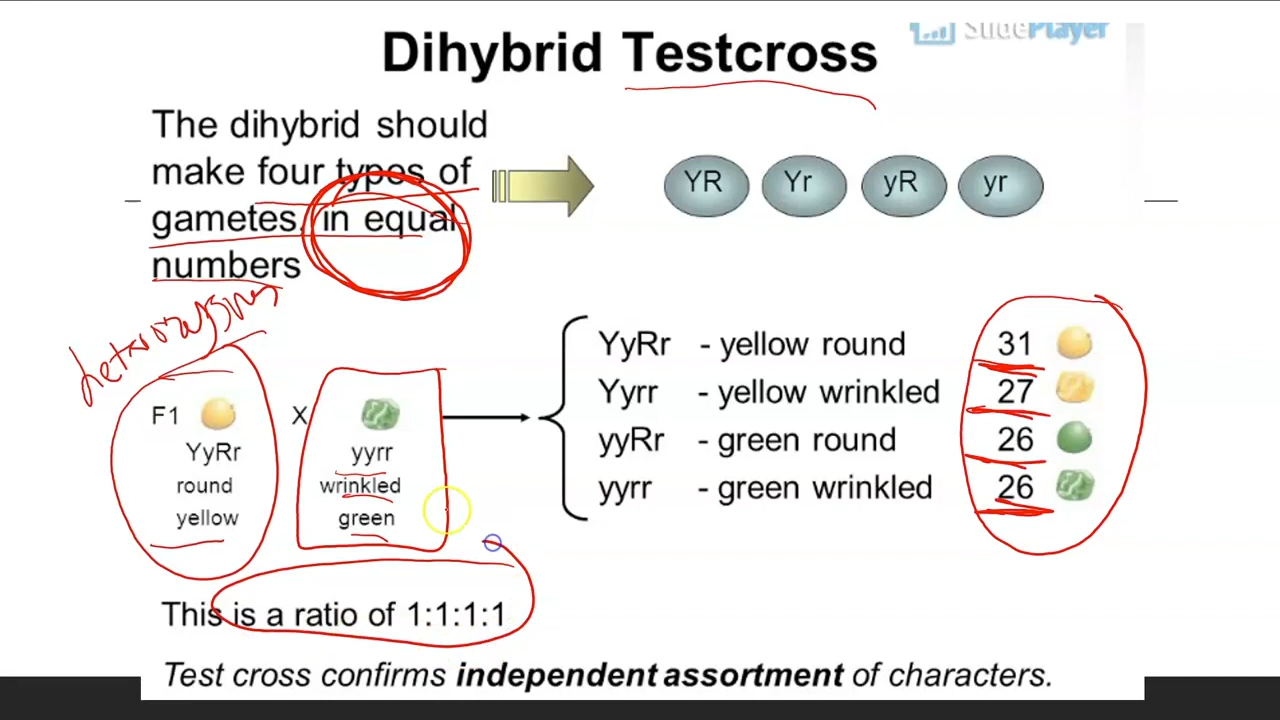 SlidePlayer
Dihybrid Testcross
The dihybrid should
make four types of
gametes, in equal
numbers
YR Yr yR yr
heterozygous
F1 X
YyRr
round
yellow
yyrr
wrinkled
green
YyRr - yellow round 31
Yyrr - yellow wrinkled 27
yyRr - green round 26
yyrr - green wrinkled 26
This is a ratio of 1:1:1:1
Test cross confirms independent assortment of characters.